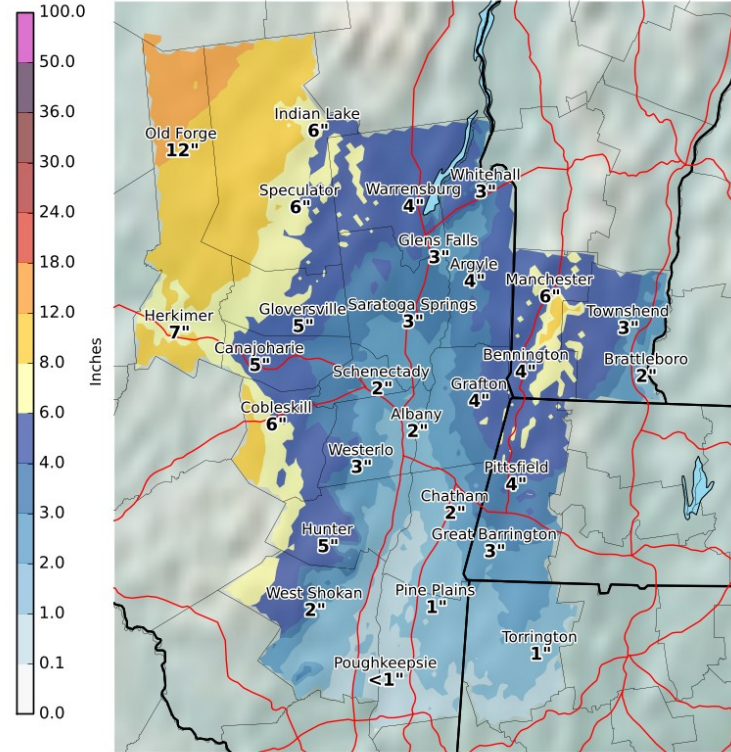 100.0
50.0
36.0
30.0
24.0
18.0
12.0
8.0
6.0
4.0
3.0
2.0
1.0
0.1
0.0
Inches
Old Forge
12"
Indian Lake
6"
Speculator
6"
Warrensburg
4"
Whitehall
3"
Glens Falls
3"
Argyle
4"
Manchester
6"
Herkimer
7"
Gloversville
5"
Saratoga Springs
3"
Townshend
3"
Canajoharie
5"
Bennington
4"
Brattleboro
2"
Schenectady
2"
Grafton
4"
Cobleskill
6"
Albany
2"
Westerlo
3"
Pittsfield
4"
Chatham
2"
Hunter
5"
Great Barrington
3"
West Shokan
2"
Pine Plains
1"
Torrington
1"
Poughkeepsie
<1"